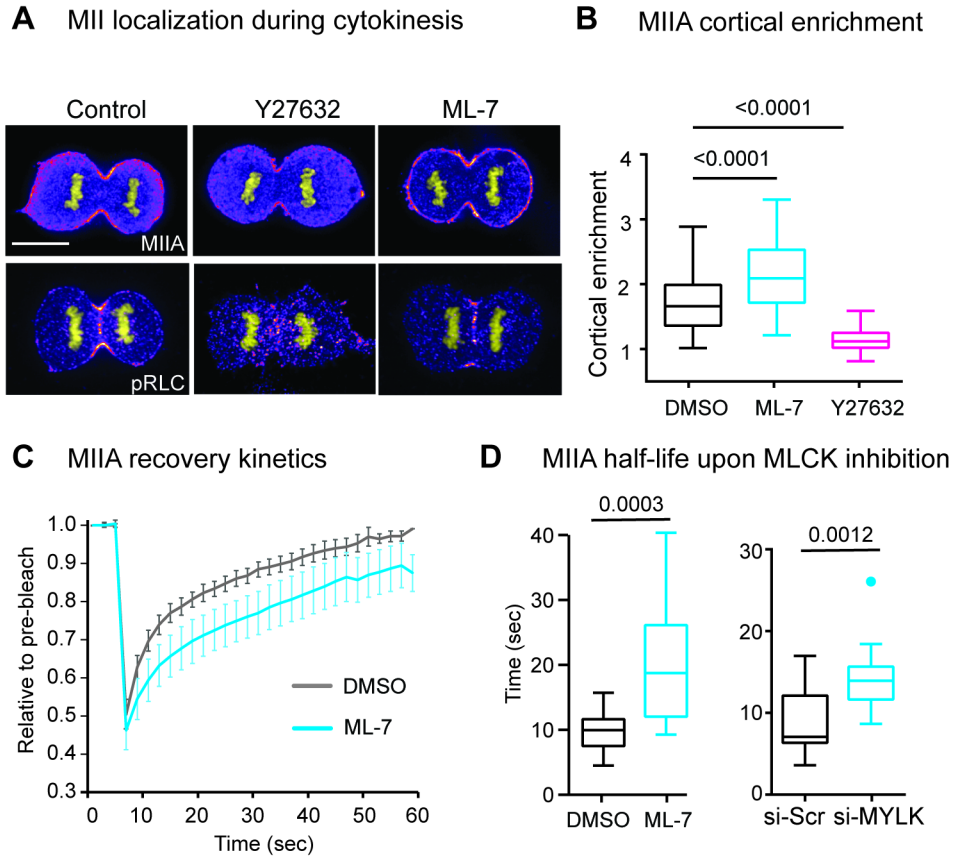 A MII localization during cytokinesis
Control Y27632 ML-7
MIIA
pRLC
B MIIA cortical enrichment
<0.0001
<0.0001
Cortical enrichment
4
3
2
1
DMSO ML-7 Y27632
C MIIA recovery kinetics
Relative to pre-bleach
1.0
0.9
0.8
0.7
0.6
0.5
0.4
0.3
DMSO
ML-7
0 10 20 30 40 50 60
Time (sec)
D MIIA half-life upon MLCK inhibition
0.0003
Time (sec)
40
30
20
10
0
DMSO ML-7
0.0012
30
20
10
0
si-Scr si-MYLK